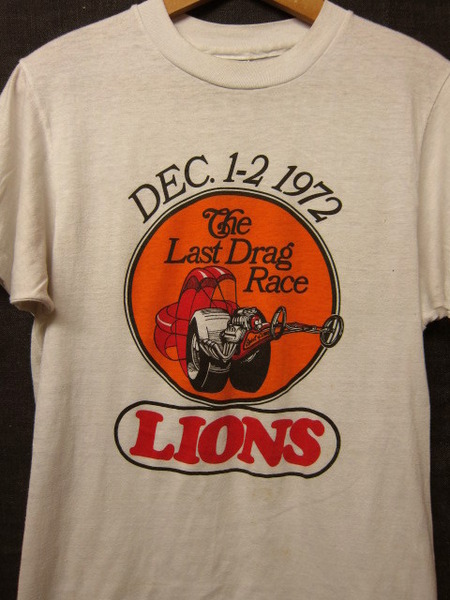 DEC. 1-2 1972
The
Last Drag
Race
LIONS